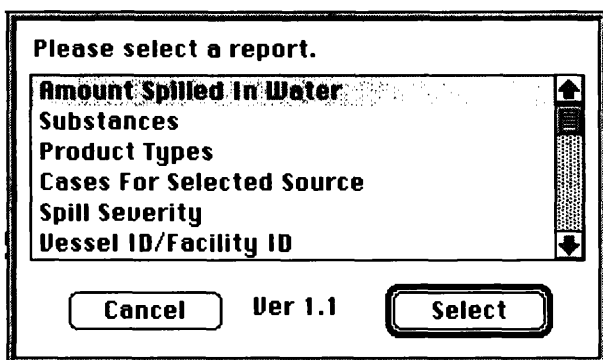 Please select a report.
Amount Spilled In Water
Substances
Product Types
Cases For Selected Source
Spill Severity
Vessel ID/Facility ID
Cancel Ver 1.1 Select